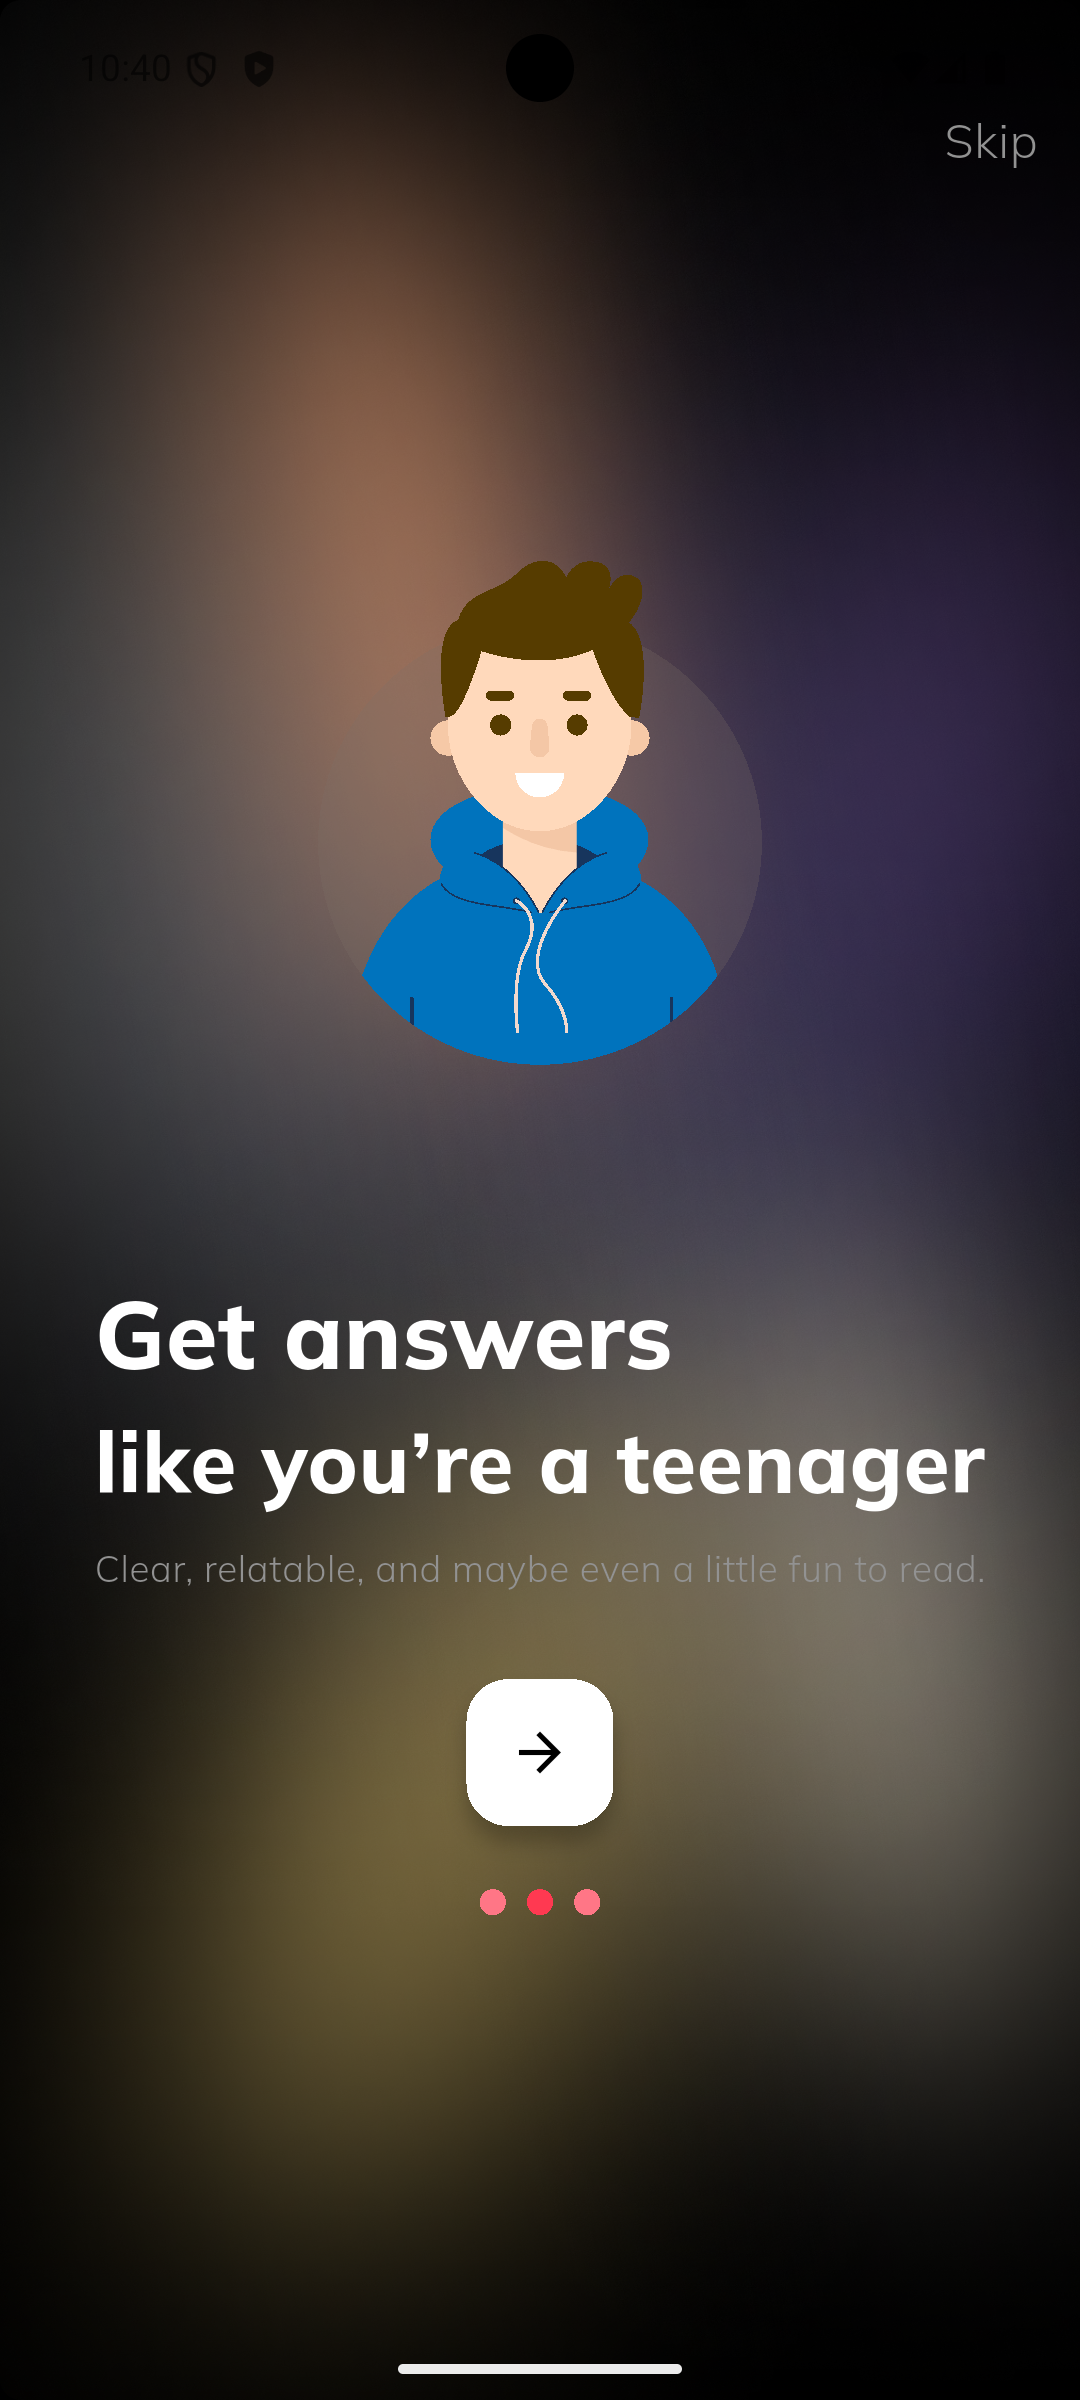 10:40
Skip
Get answers
like you’re a teenager
Clear, relatable, and maybe even a little fun to read.